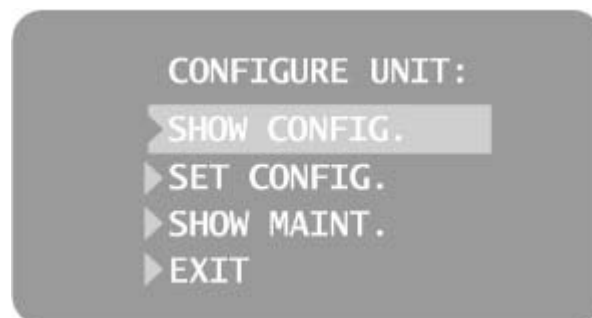 CONFIGURE UNIT:
SHOW CONFIG.
SET CONFIG.
SHOW MAINT.
EXIT